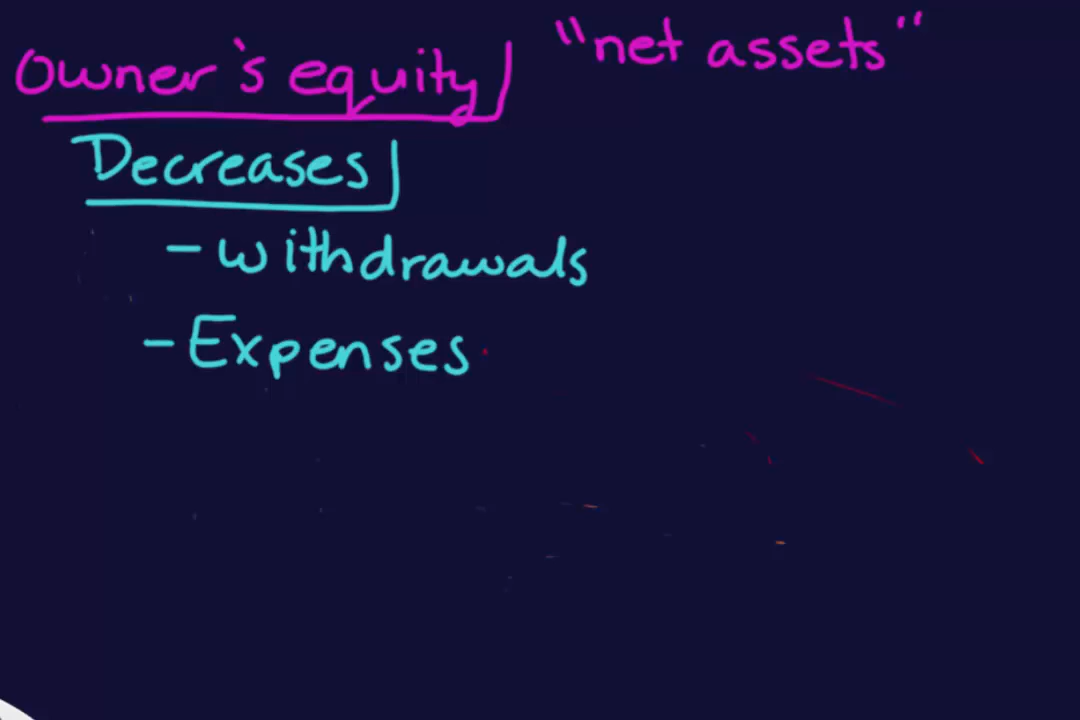 Owner's equity "net assets"
Decreases
- withdrawals
- Expenses